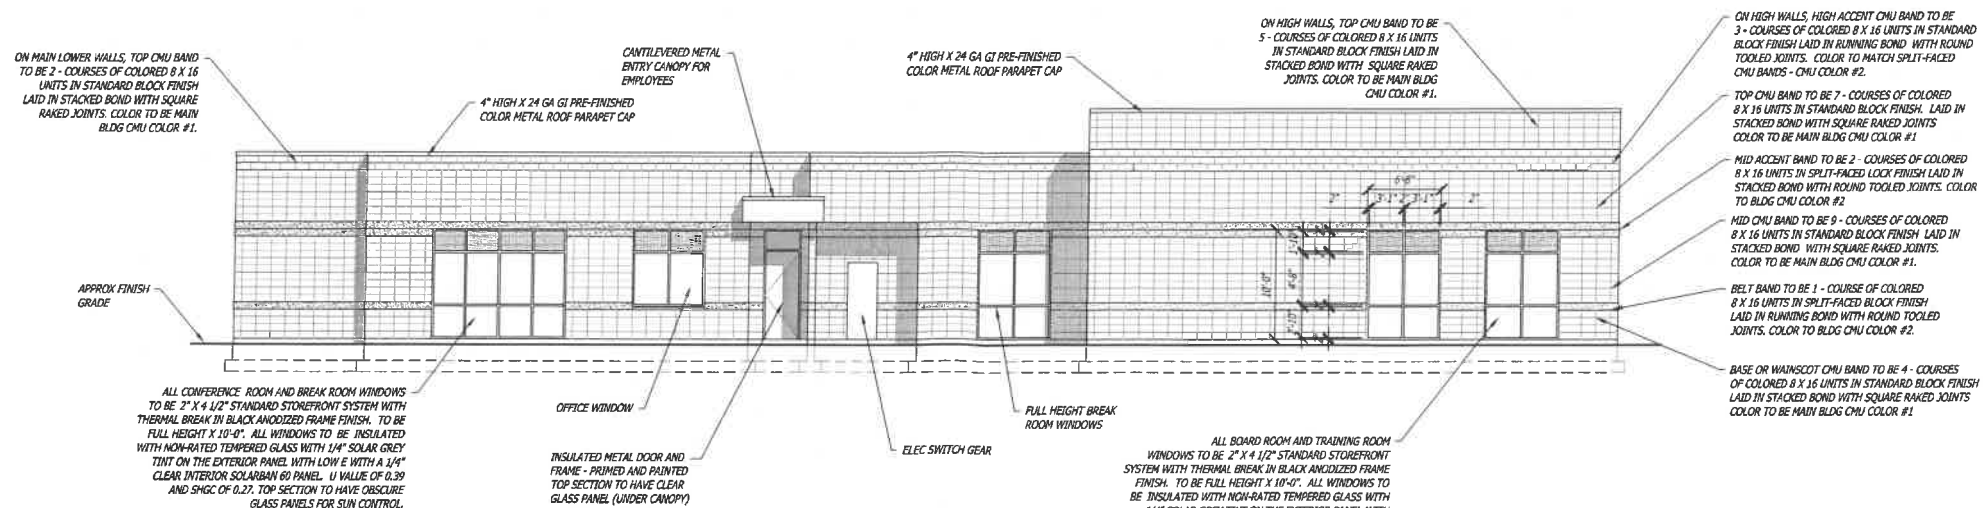 ON MAIN LOWER WALLS, TOP CMU BAND
TO BE 2 - COURSES OF COLORED 8 X 16
UNITS IN STANDARD BLOCK FINISH
LAID IN STACKED BOND WITH SQUARE
RAKED JOINTS. COLOR TO BE MAIN
BLDG CMU COLOR #1.
4" HIGH X 24 GA GI PRE-FINISHED
COLOR METAL ROOF PARAPET CAP
CANTILEVERED METAL
ENTRY CANOPY FOR
EMPLOYEES
4" HIGH X 24 GA GI PRE-FINISHED
COLOR METAL ROOF PARAPET CAP
ON HIGH WALLS, TOP CMU BAND TO BE
5 - COURSES OF COLORED 8 X 16 UNITS
IN STANDARD BLOCK FINISH LAID IN
STACKED BOND WITH SQUARE RAKED
JOINTS. COLOR TO BE MAIN BLDG
CMU COLOR #1.
ON HIGH WALLS, HIGH ACCENT CMU BAND TO BE
3 - COURSES OF COLORED 8 X 16 UNITS IN STANDARD
BLOCK FINISH LAID IN RUNNING BOND WITH ROUND
TOOLED JOINTS. COLOR TO MATCH SPLIT-FACED
CMU BANDS - CMU COLOR #2.
TOP CMU BAND TO BE 7 - COURSES OF COLORED
8 X 16 UNITS IN STANDARD BLOCK FINISH. LAID IN
STACKED BOND WITH SQUARE RAKED JOINTS
COLOR TO BE MAIN BLDG CMU COLOR #1
MID ACCENT BAND TO BE 2 - COURSES OF COLORED
8 X 16 UNITS IN SPLIT-FACED LOCK FINISH LAID IN
STACKED BOND WITH ROUND TOOLED JOINTS. COLOR
TO BLDG CMU COLOR #2
MID CMU BAND TO BE 9 - COURSES OF COLORED
8 X 16 UNITS IN STANDARD BLOCK FINISH LAID IN
STACKED BOND WITH SQUARE RAKED JOINTS.
COLOR TO BE MAIN BLDG CMU COLOR #1.
BELT BAND TO BE 1 - COURSE OF COLORED
8 X 16 UNITS IN SPLIT-FACED BLOCK FINISH
LAID IN RUNNING BOND WITH ROUND TOOLED
JOINTS. COLOR TO BLDG CMU COLOR #2.
BASE OR WAINSCOT CMU BAND TO BE 4 - COURSES
OF COLORED 8 X 16 UNITS IN STANDARD BLOCK FINISH
LAID IN STACKED BOND WITH SQUARE RAKED JOINTS
COLOR TO BE MAIN BLDG CMU COLOR #1
6'-6"
2" 3'-1" 2" 3'-1" 2"
10'-0"
4'-8"
APPROX FINISH
GRADE
ALL CONFERENCE ROOM AND BREAK ROOM WINDOWS
TO BE 2" X 4 1/2" STANDARD STOREFRONT SYSTEM WITH
THERMAL BREAK IN BLACK ANODIZED FRAME FINISH. TO BE
FULL HEIGHT X 10'-0". ALL WINDOWS TO BE INSULATED
WITH NON-RATED TEMPERED GLASS WITH 1/4" SOLAR GREY
TINT ON THE EXTERIOR PANEL WITH LOW E WITH A 1/4"
CLEAR INTERIOR SOLARBAN 60 PANEL. U VALUE OF 0.39
AND SHGC OF 0.27. TOP SECTION TO HAVE OBSCURE
GLASS PANELS FOR SUN CONTROL.
OFFICE WINDOW
INSULATED METAL DOOR AND
FRAME - PRIMED AND PAINTED
TOP SECTION TO HAVE CLEAR
GLASS PANEL (UNDER CANOPY)
ELEC SWITCH GEAR
FULL HEIGHT BREAK
ROOM WINDOWS
ALL BOARD ROOM AND TRAINING ROOM
WINDOWS TO BE 2" X 4 1/2" STANDARD STOREFRONT
SYSTEM WITH THERMAL BREAK IN BLACK ANODIZED FRAME
FINISH. TO BE FULL HEIGHT X 10'-0". ALL WINDOWS TO
BE INSULATED WITH NON-RATED TEMPERED GLASS WITH